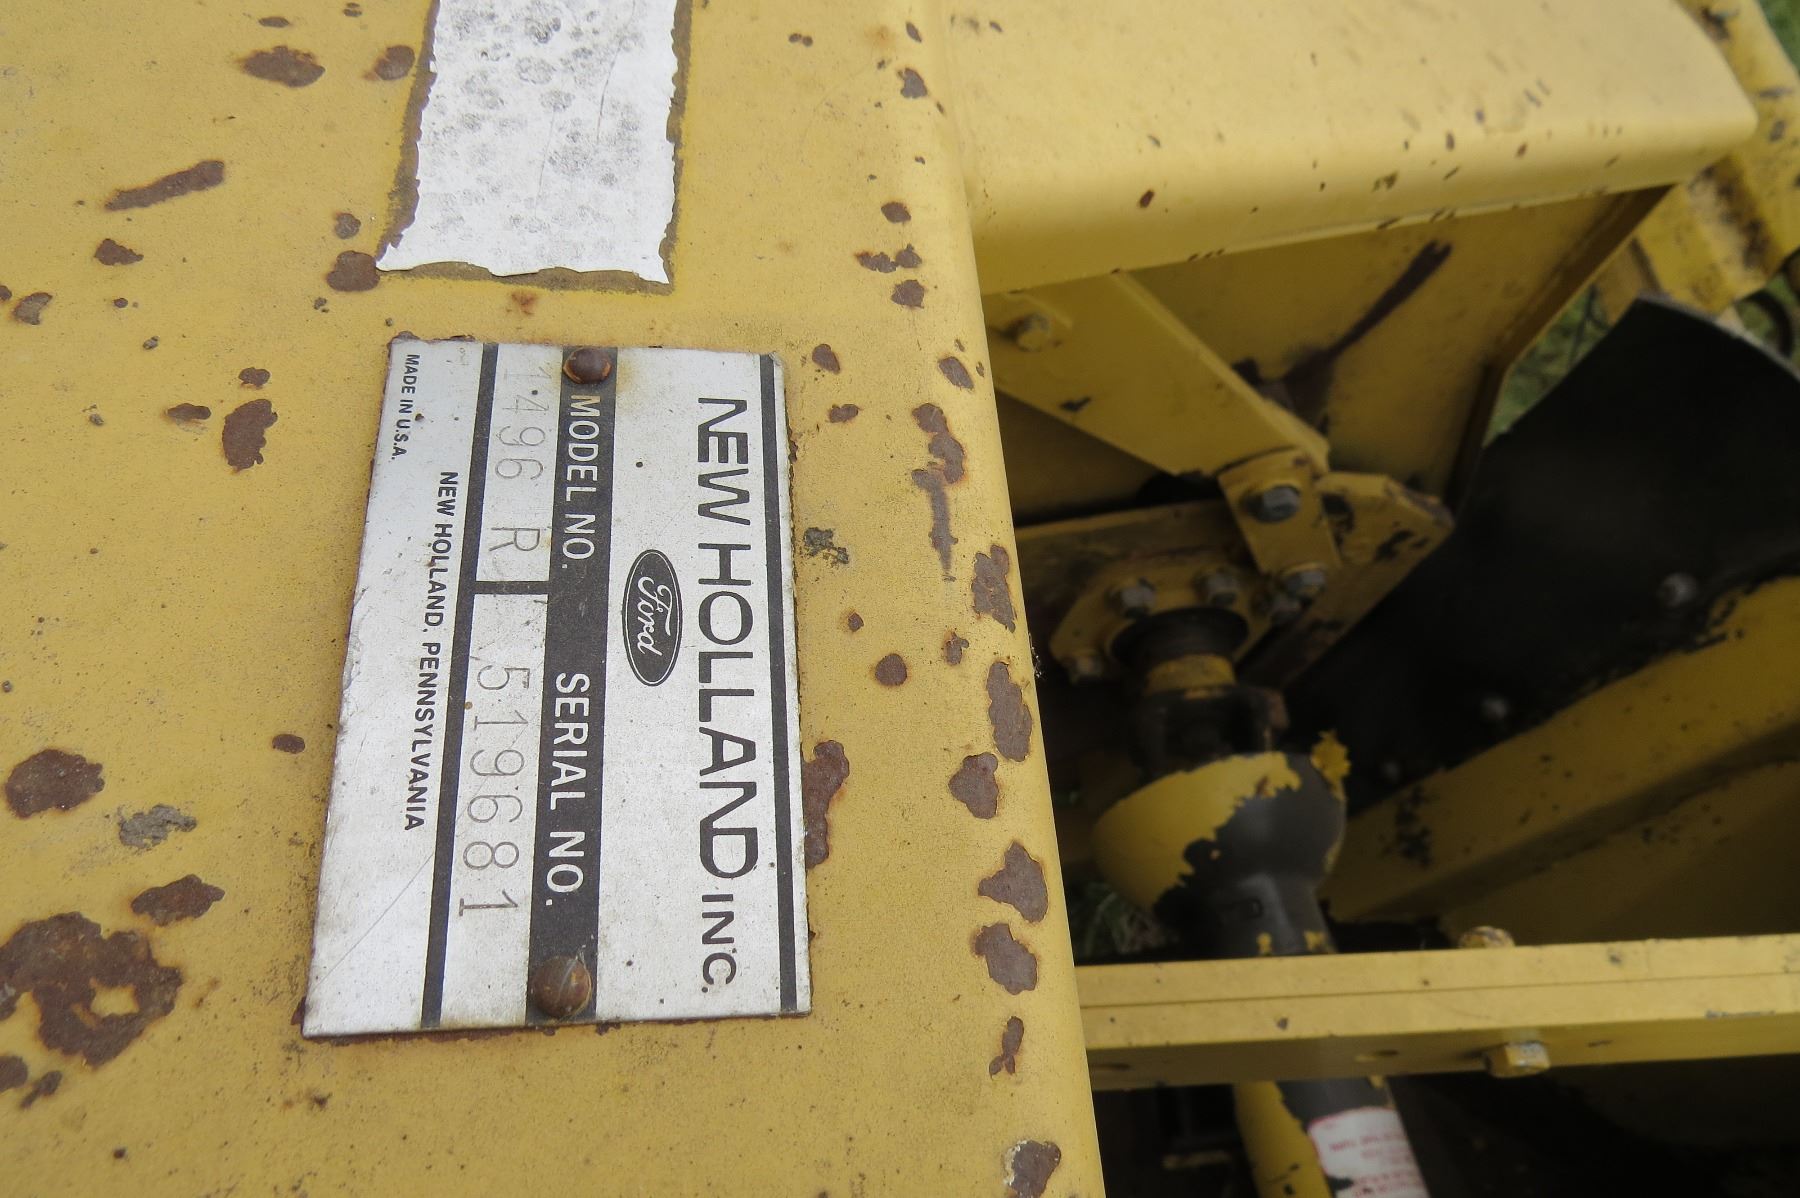 NEW HOLLAND INC.
Ford
MODEL NO. SERIAL NO.
1496 R 519681
NEW HOLLAND, PENNSYLVANIA
MADE IN U.S.A.